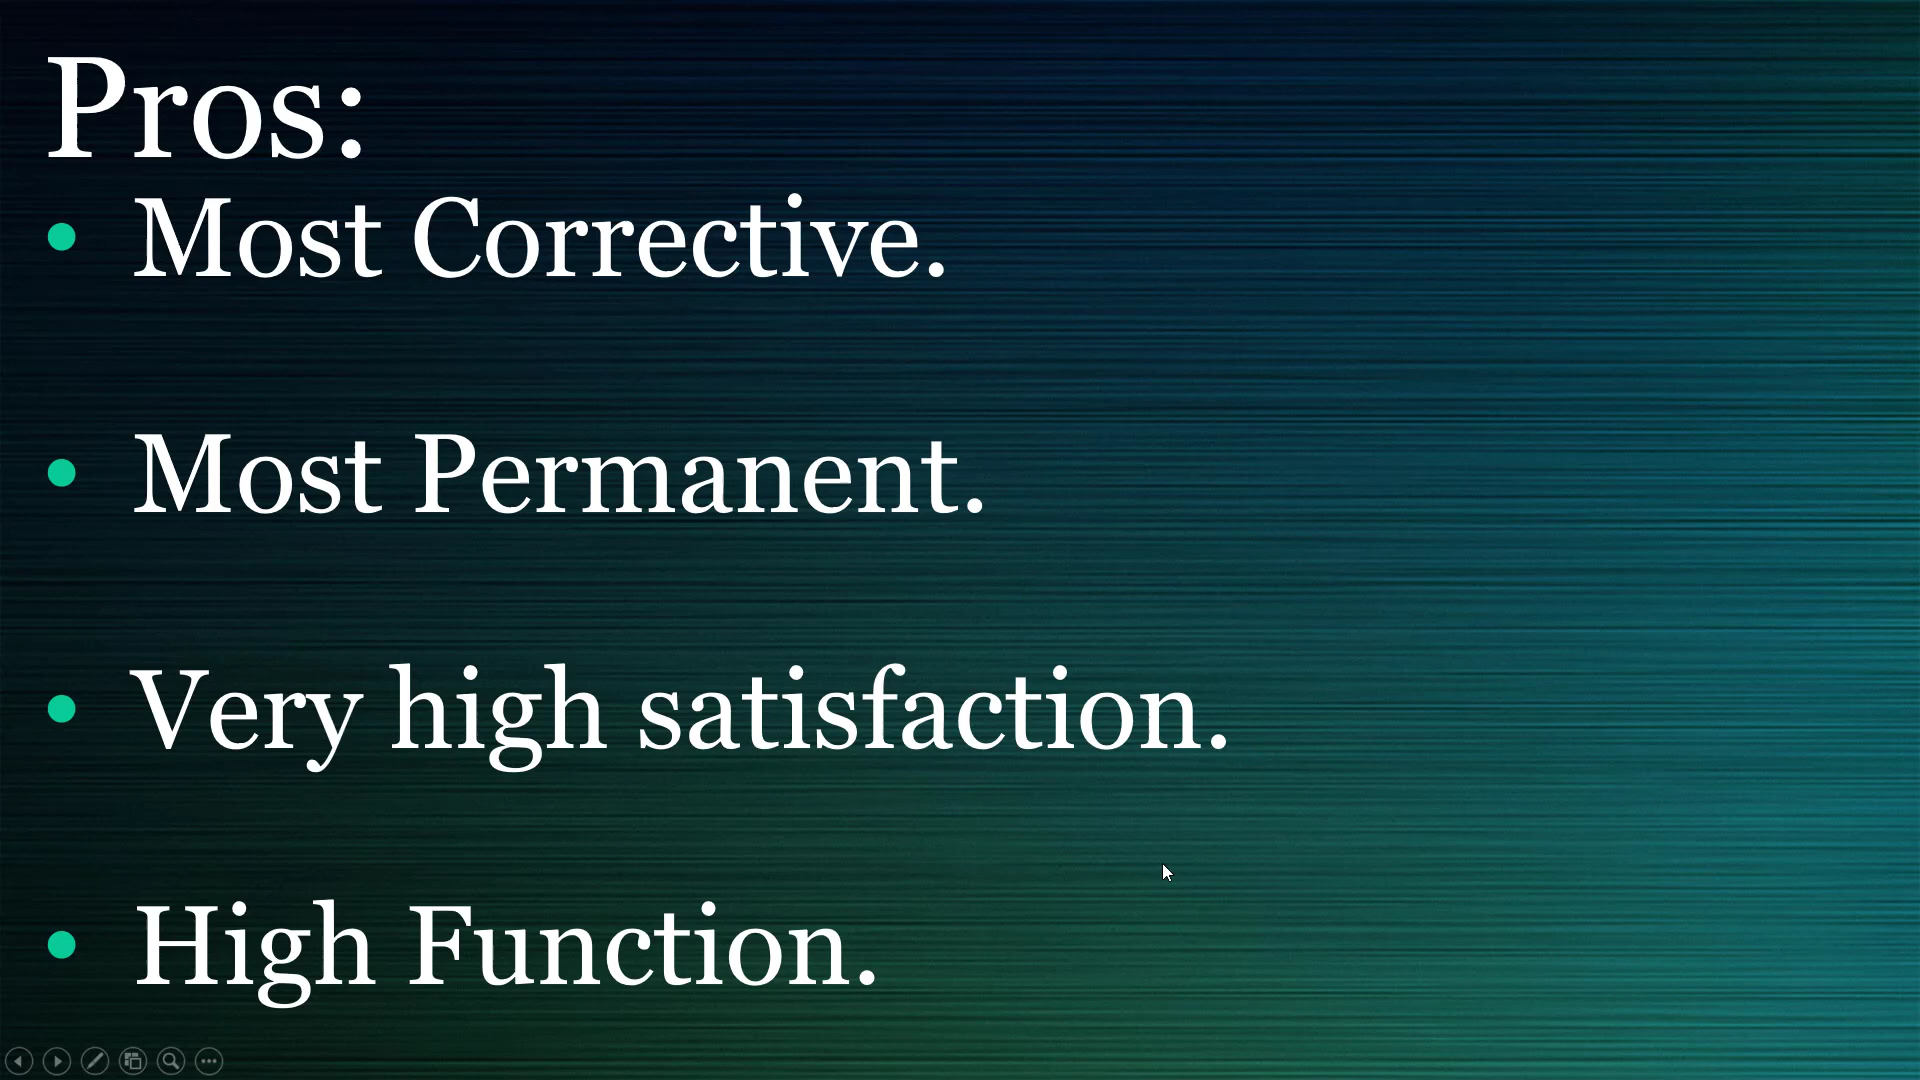 Pros:
• Most Corrective.
• Most Permanent.
• Very high satisfaction.
• High Function.